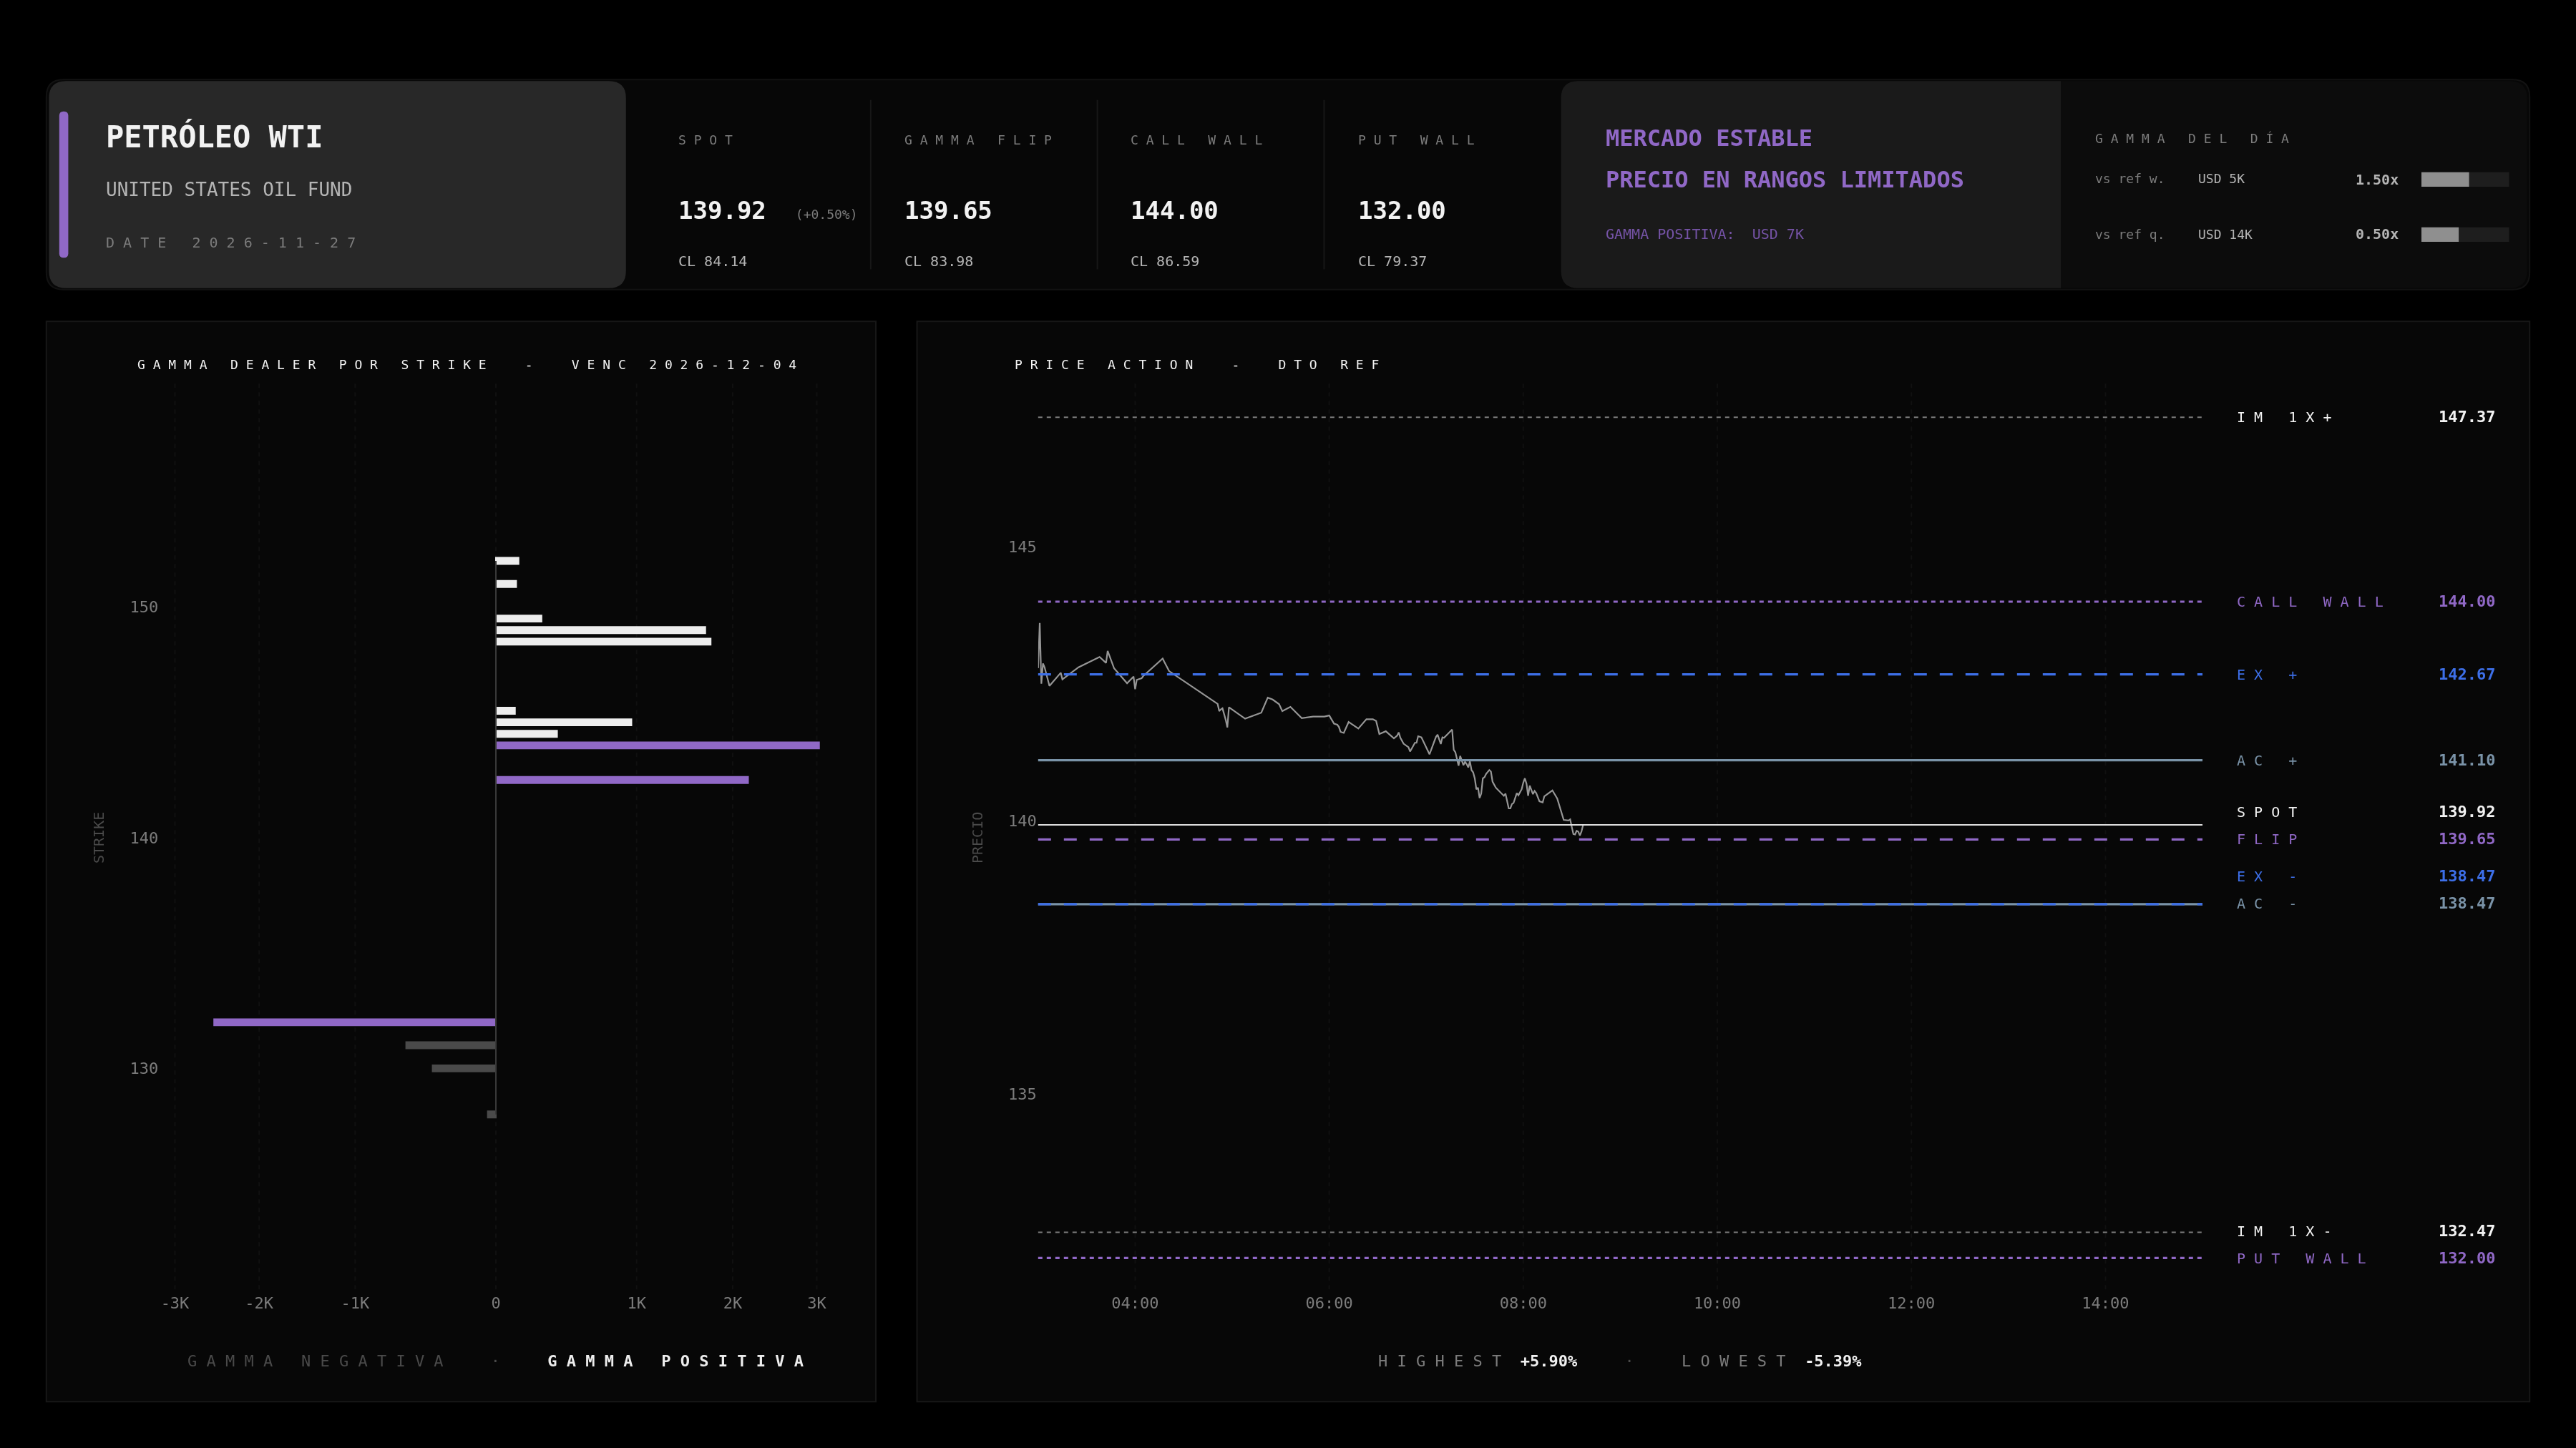 PETRÓLEO WTI
UNITED STATES OIL FUND
DATE 2026-11-27
SPOT
139.92 (+0.50%)
CL 84.14
GAMMA FLIP
139.65
CL 83.98
CALL WALL
144.00
CL 86.59
PUT WALL
132.00
CL 79.37
MERCADO ESTABLE
PRECIO EN RANGOS LIMITADOS
GAMMA POSITIVA: USD 7K
GAMMA DEL DÍA
vs ref w. USD 5K 1.50x
vs ref q. USD 14K 0.50x
GAMMA DEALER POR STRIKE - VENC 2026-12-04
STRIKE
150
140
130
-3K -2K -1K 0 1K 2K 3K
GAMMA NEGATIVA · GAMMA POSITIVA
PRICE ACTION - DTO REF
PRECIO
145
140
135
IM 1X+ 147.37
CALL WALL 144.00
EX + 142.67
AC + 141.10
SPOT 139.92
FLIP 139.65
EX - 138.47
AC - 138.47
IM 1X- 132.47
PUT WALL 132.00
04:00 06:00 08:00 10:00 12:00 14:00
HIGHEST +5.90% · LOWEST -5.39%